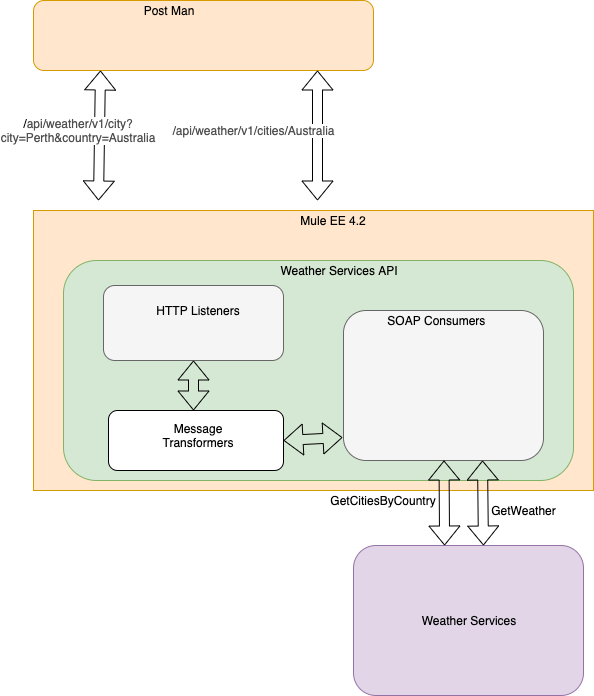 Post Man
/api/weather/v1/city?
city=Perth&country=Australia
/api/weather/v1/cities/Australia
Mule EE 4.2
Weather Services API
HTTP Listeners
SOAP Consumers
Message
Transformers
GetCitiesByCountry
GetWeather
Weather Services